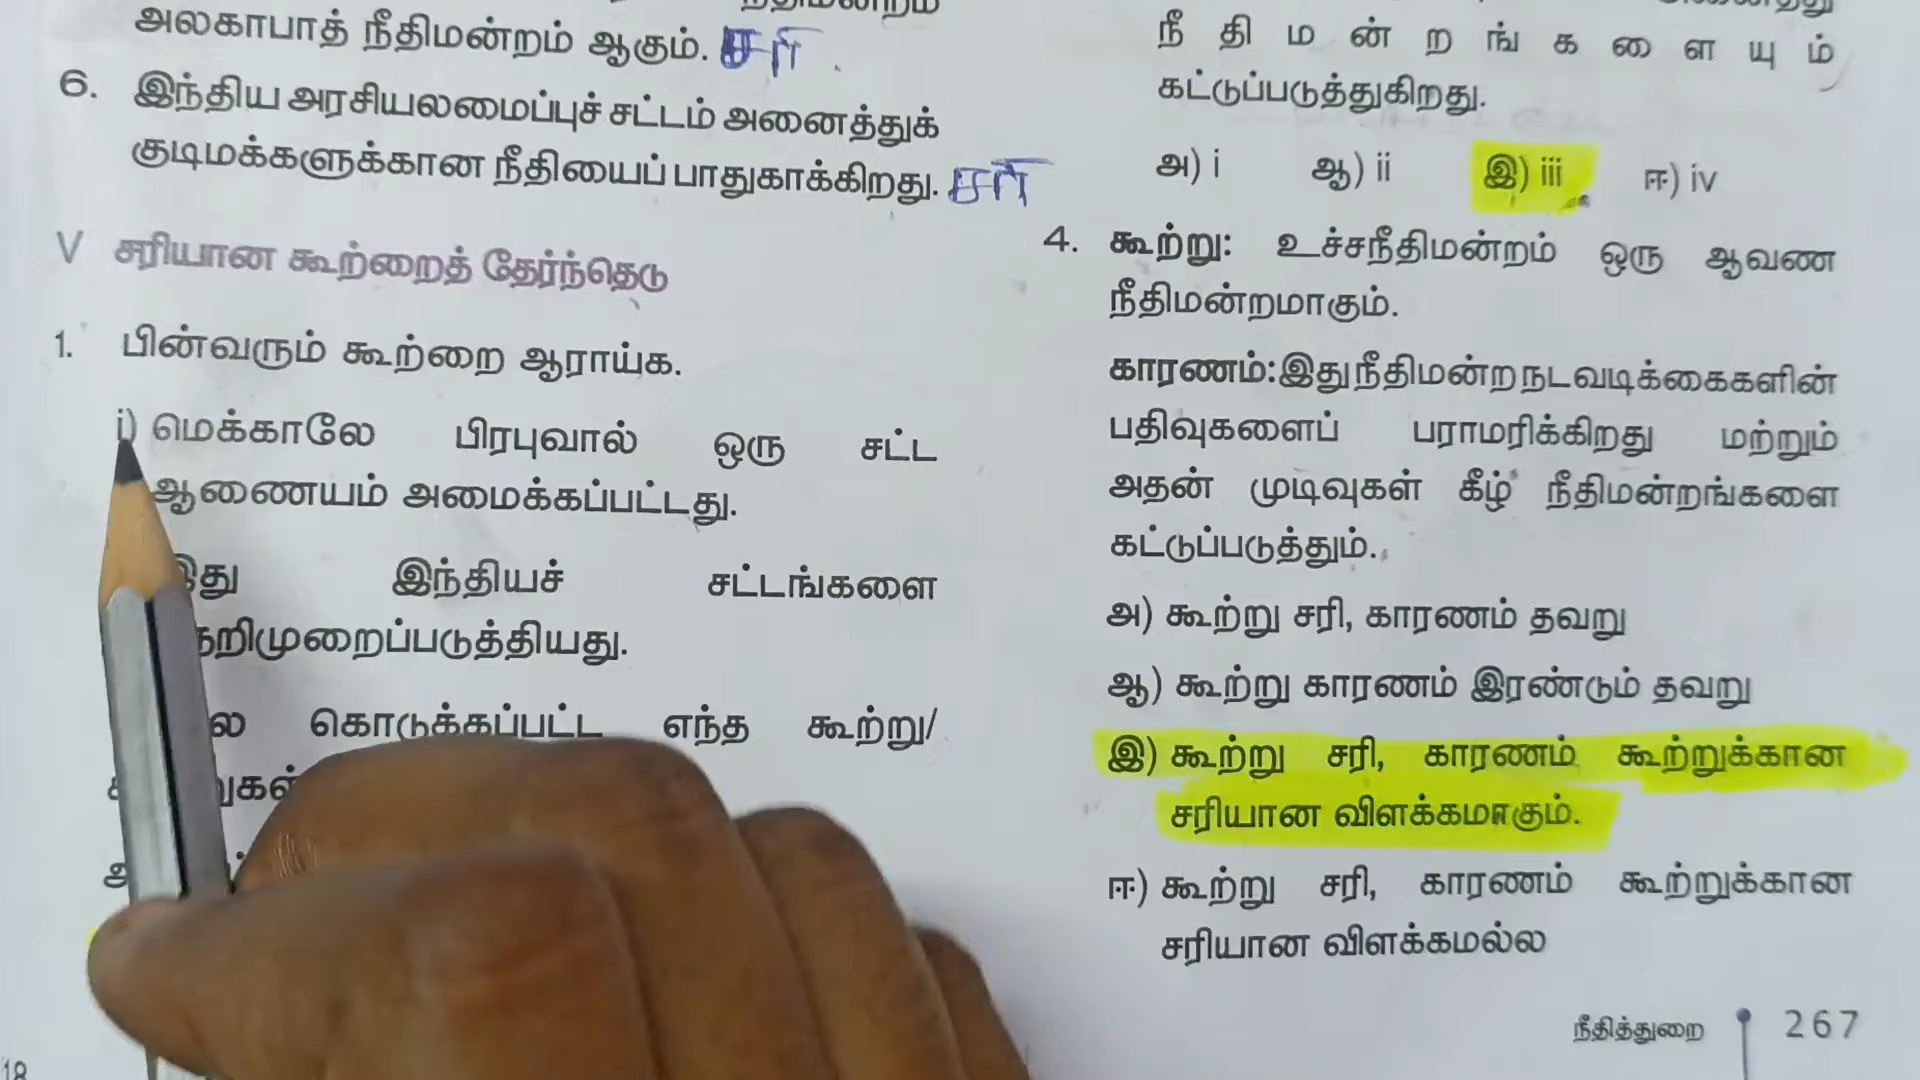 அலகாபாத் நீதிமன்றம் ஆகும். சரி
6. இந்திய அரசியலமைப்புச் சட்டம் அனைத்துக்
குடிமக்களுக்கான நீதியைப் பாதுகாக்கிறது. சரி
V சரியான கூற்றைத் தேர்ந்தெடு
1. பின்வரும் கூற்றை ஆராய்க.
i) மெக்காலே பிரபுவால் ஒரு சட்ட
ஆணையம் அமைக்கப்பட்டது.
இது இந்தியச் சட்டங்களை
நெறிமுறைப்படுத்தியது.
கொடுக்கப்பட்ட எந்த கூற்று/
நீ தி ம ன் ற ங் க ளை யு ம்
கட்டுப்படுத்துகிறது.
அ) i ஆ) ii இ) iii ஈ) iv
4. கூற்று: உச்சநீதிமன்றம் ஒரு ஆவண
நீதிமன்றமாகும்.
காரணம்: இது நீதிமன்ற நடவடிக்கைகளின்
பதிவுகளைப் பராமரிக்கிறது மற்றும்
அதன் முடிவுகள் கீழ் நீதிமன்றங்களை
கட்டுப்படுத்தும்.
அ) கூற்று சரி, காரணம் தவறு
ஆ) கூற்று காரணம் இரண்டும் தவறு
இ) கூற்று சரி, காரணம் கூற்றுக்கான
சரியான விளக்கமாகும்.
ஈ) கூற்று சரி, காரணம் கூற்றுக்கான
சரியான விளக்கமல்ல
நீதித்துறை 267
18